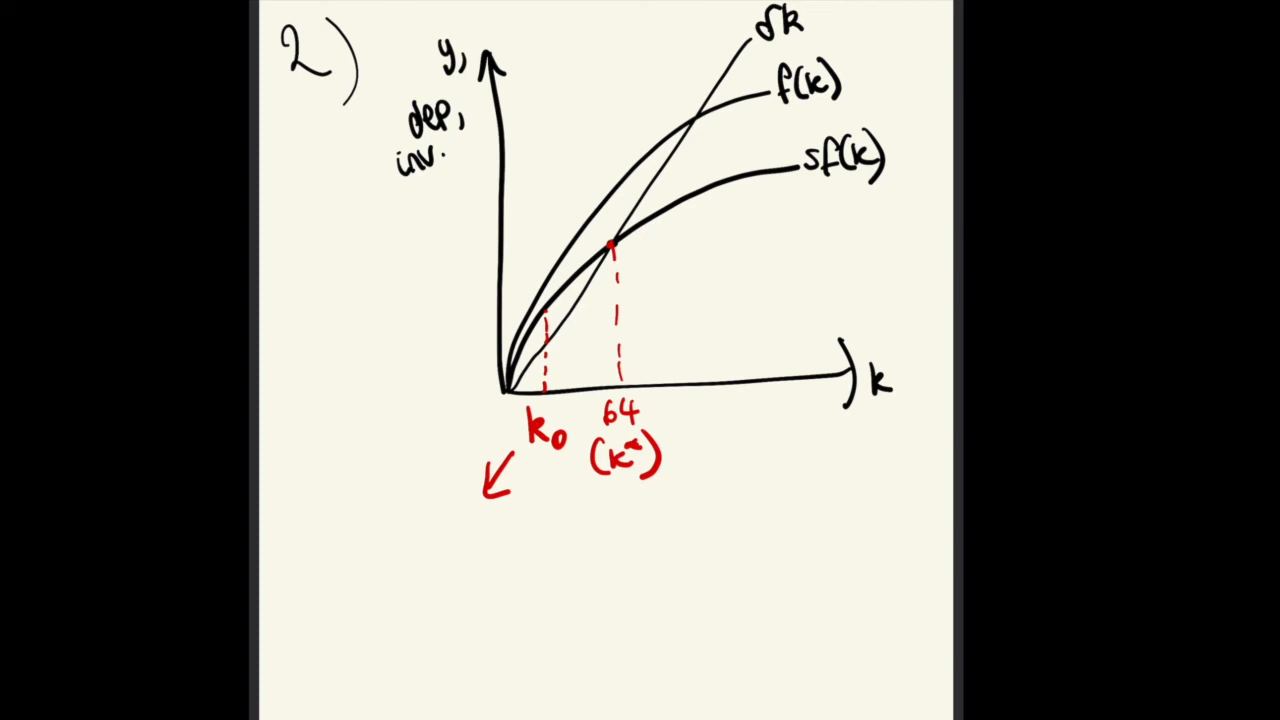 2)
y,
dep,
inv.
δk
f(k)
sf(k)
k
k₀
64
(k*)